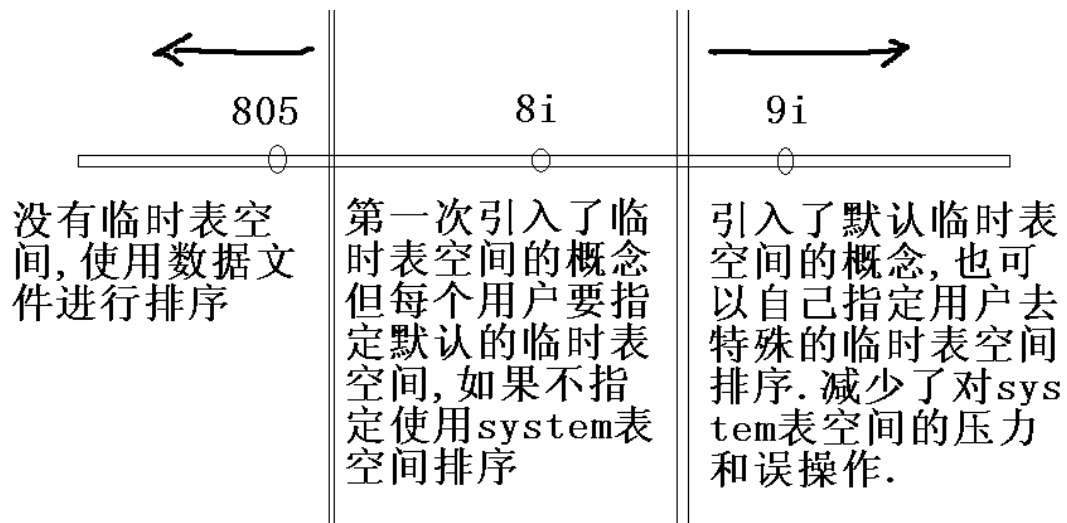 805
8i
9i
没有临时表空
间,使用数据文
件进行排序
第一次引入了临
时表空间的概念
但每个用户要指
定默认的临时表
空间,如果不指
定使用system表
空间排序
引入了默认临时表
空间的概念,也可
以自己指定用户去
特殊的临时表空间
排序.减少了对sys
tem表空间的压力
和误操作.